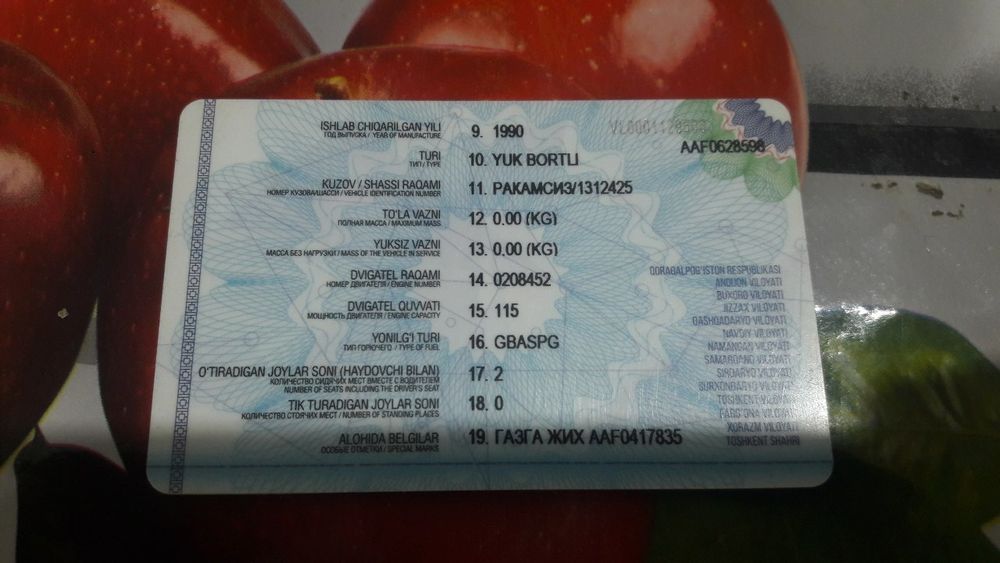 AAF0628598
ISHLAB CHIQARILGAN YILI 9. 1990
ГОД ВЫПУСКА / YEAR OF MANUFACTURE
TURI 10. YUK BORTLI
ТИП / TYPE
KUZOV / SHASSI RAQAMI 11. РАКАМСИЗ/1312425
НОМЕР КУЗОВА/ШАССИ / VEHICLE IDENTIFICATION NUMBER
TO'LA VAZNI 12. 0.00 (KG)
ПОЛНАЯ МАССА / MAXIMUM MASS
YUKSIZ VAZNI 13. 0.00 (KG)
МАССА БЕЗ НАГРУЗКИ / MASS OF THE VEHICLE IN SERVICE
DVIGATEL RAQAMI 14. 0208452
НОМЕР ДВИГАТЕЛЯ / ENGINE NUMBER
DVIGATEL QUVVATI 15. 115
МОЩНОСТЬ ДВИГАТЕЛЯ / ENGINE CAPACITY
YONILG'I TURI 16. GBASPG
ТИП ГОРЮЧЕГО / TYPE OF FUEL
O'TIRADIGAN JOYLAR SONI (HAYDOVCHI BILAN) 17. 2
КОЛИЧЕСТВО СИДЯЧИХ МЕСТ ВМЕСТЕ С ВОДИТЕЛЕМ
NUMBER OF SEATS INCLUDING THE DRIVER'S SEAT
TIK TURADIGAN JOYLAR SONI 18. 0
КОЛИЧЕСТВО СТОЯЧИХ МЕСТ / NUMBER OF STANDING PLACES
ALOHIDA BELGILAR 19. ГАЗГА ЖИХ AAF0417835
ОСОБЫЕ ОТМЕТКИ / SPECIAL MARKS
QORAQALPOG'ISTON RESPUBLIKASI
ANDIJON VILOYATI
BUXORO VILOYATI
JIZZAX VILOYATI
QASHQADARYO VILOYATI
NAVOIY VILOYATI
NAMANGAN VILOYATI
SAMARQAND VILOYATI
SIRDARYO VILOYATI
SURXONDARYO VILOYATI
TOSHKENT VILOYATI
FARG'ONA VILOYATI
XORAZM VILOYATI
TOSHKENT SHAHRI